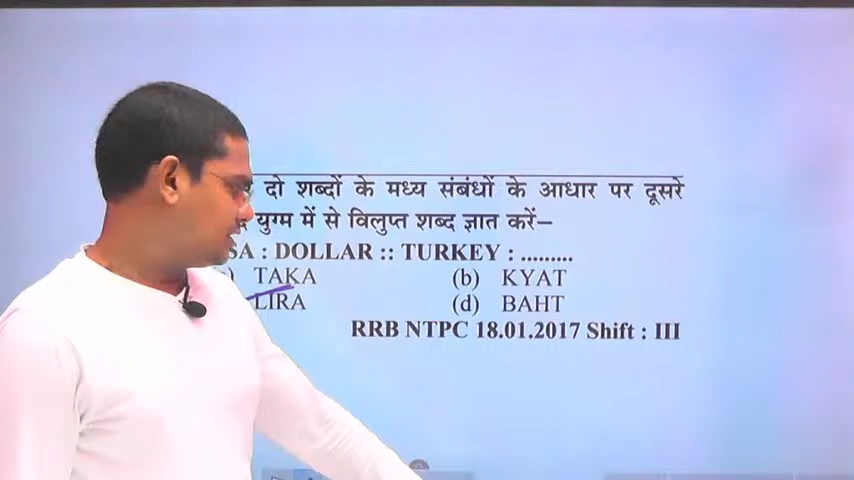 दो शब्दों के मध्य संबंधों के आधार पर दूसरे
युग्म में से विलुप्त शब्द ज्ञात करें–
SA : DOLLAR :: TURKEY : ..........
) TAKA (b) KYAT
LIRA (d) BAHT
RRB NTPC 18.01.2017 Shift : III